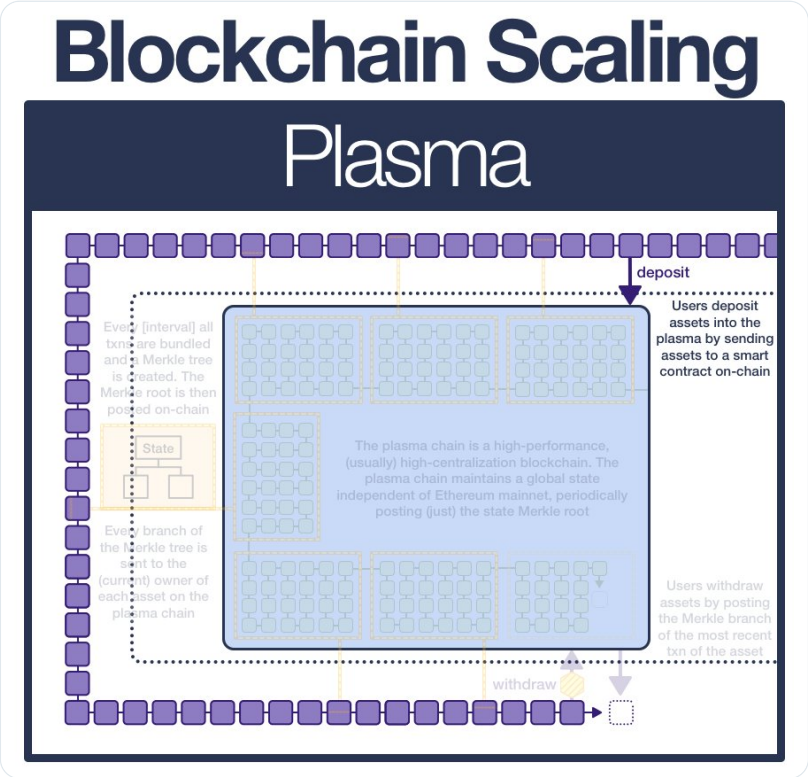 Blockchain Scaling
Plasma
deposit
Users deposit
assets into the
plasma by sending
assets to a smart
contract on-chain
Every [interval] all
txns are bundled
and a Merkle tree
is created. The
Merkle root is then
posted on-chain
State
Every branch of
the Merkle tree is
sent to the
(current) owner of
each asset on the
plasma chain
The plasma chain is a high-performance,
(usually) high-centralization blockchain. The
plasma chain maintains a global state
independent of Ethereum mainnet, periodically
posting (just) the state Merkle root
Users withdraw
assets by posting
the Merkle branch
of the most recent
txn of the asset
withdraw